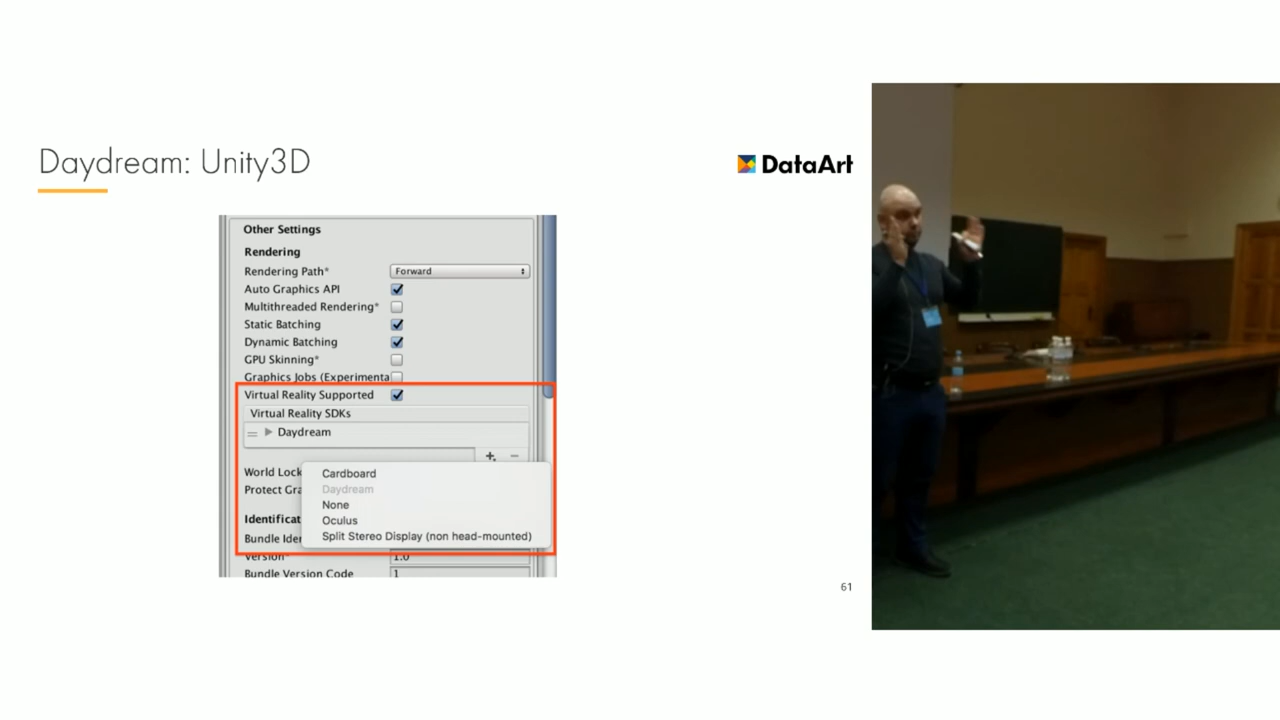 Daydream: Unity3D
DataArt
Other Settings
Rendering
Rendering Path* Forward
Auto Graphics API
Multithreaded Rendering*
Static Batching
Dynamic Batching
GPU Skinning*
Graphics Jobs (Experimenta
Virtual Reality Supported
Virtual Reality SDKs
Daydream
World Lock
Protect Gra
Cardboard
Daydream
None
Oculus
Split Stereo Display (non head-mounted)
Identificat
Bundle Iden
Version* 1.0
Bundle Version Code 1
61